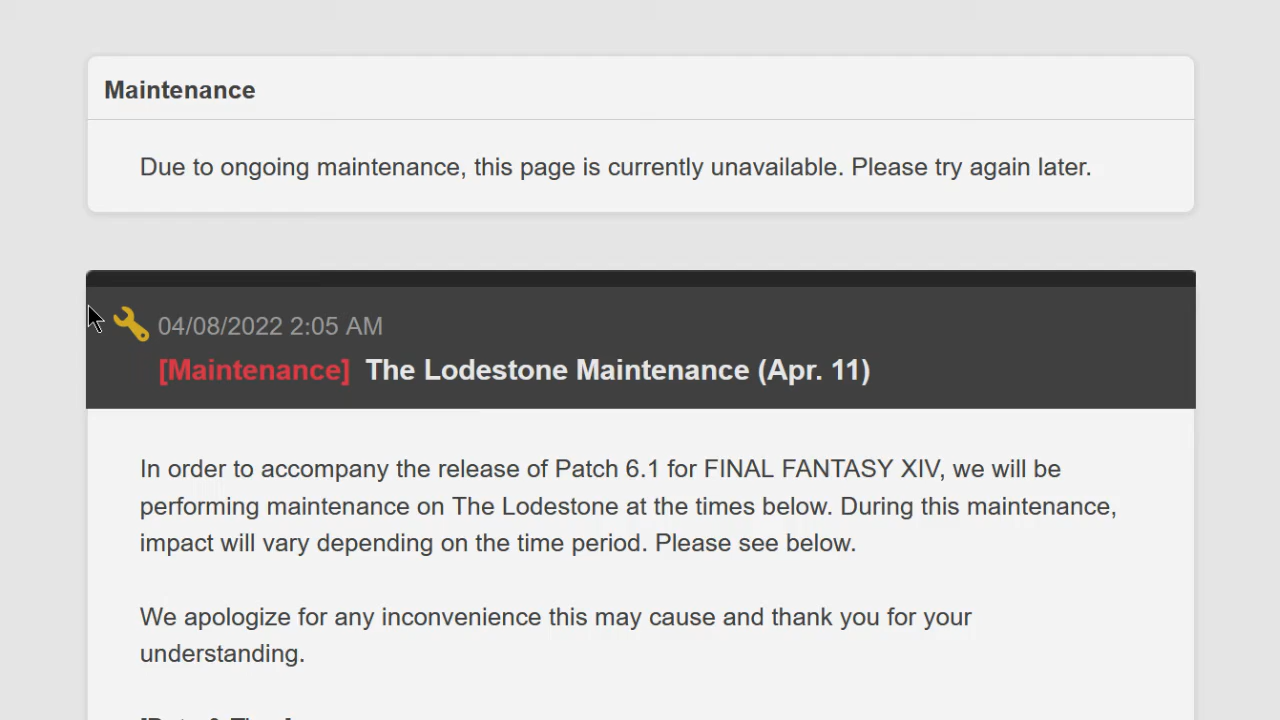 Maintenance
Due to ongoing maintenance, this page is currently unavailable. Please try again later.
04/08/2022 2:05 AM
[Maintenance] The Lodestone Maintenance (Apr. 11)
In order to accompany the release of Patch 6.1 for FINAL FANTASY XIV, we will be
performing maintenance on The Lodestone at the times below. During this maintenance,
impact will vary depending on the time period. Please see below.
We apologize for any inconvenience this may cause and thank you for your
understanding.